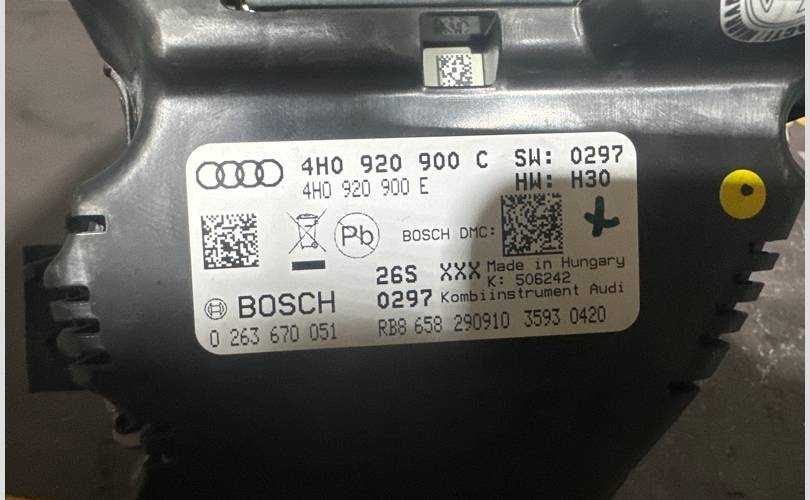 4H0 920 900 C SW: 0297
4H0 920 900 E HW: H30
Pb BOSCH DMC:
26S XXX Made in Hungary
K: 506242
BOSCH 0297 Kombiinstrument Audi
0 263 670 051 RB8 658 290910 3593 0420